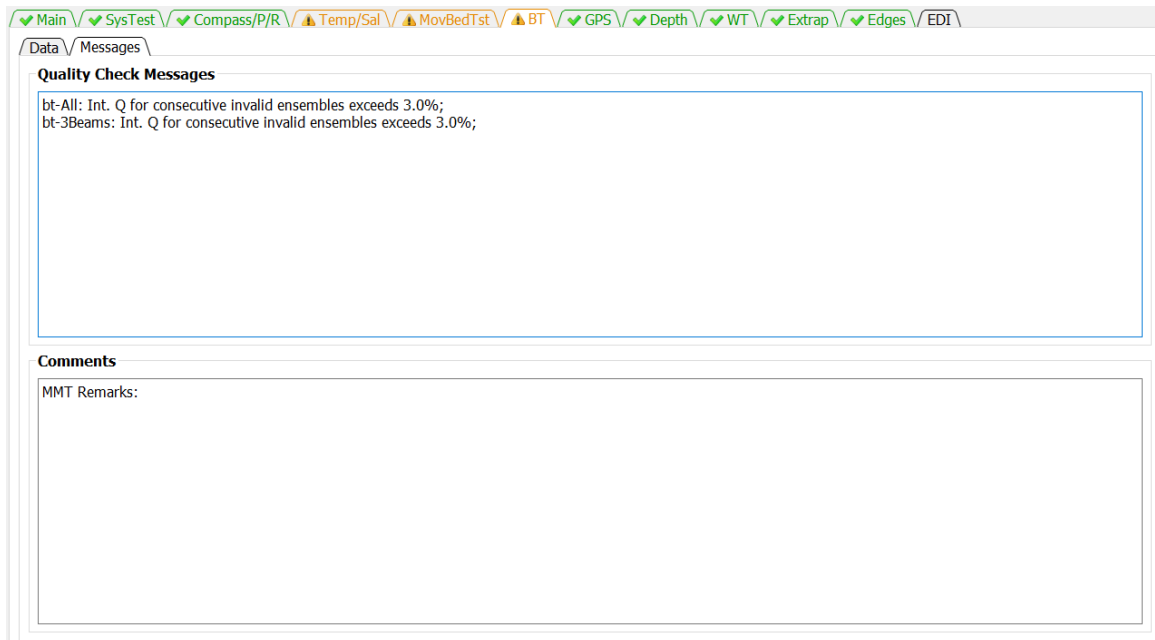 Main SysTest Compass/P/R Temp/Sal MovBedTst BT GPS Depth WT Extrap Edges EDI
Data Messages
Quality Check Messages
bt-All: Int. Q for consecutive invalid ensembles exceeds 3.0%;
bt-3Beams: Int. Q for consecutive invalid ensembles exceeds 3.0%;
Comments
MMT Remarks: